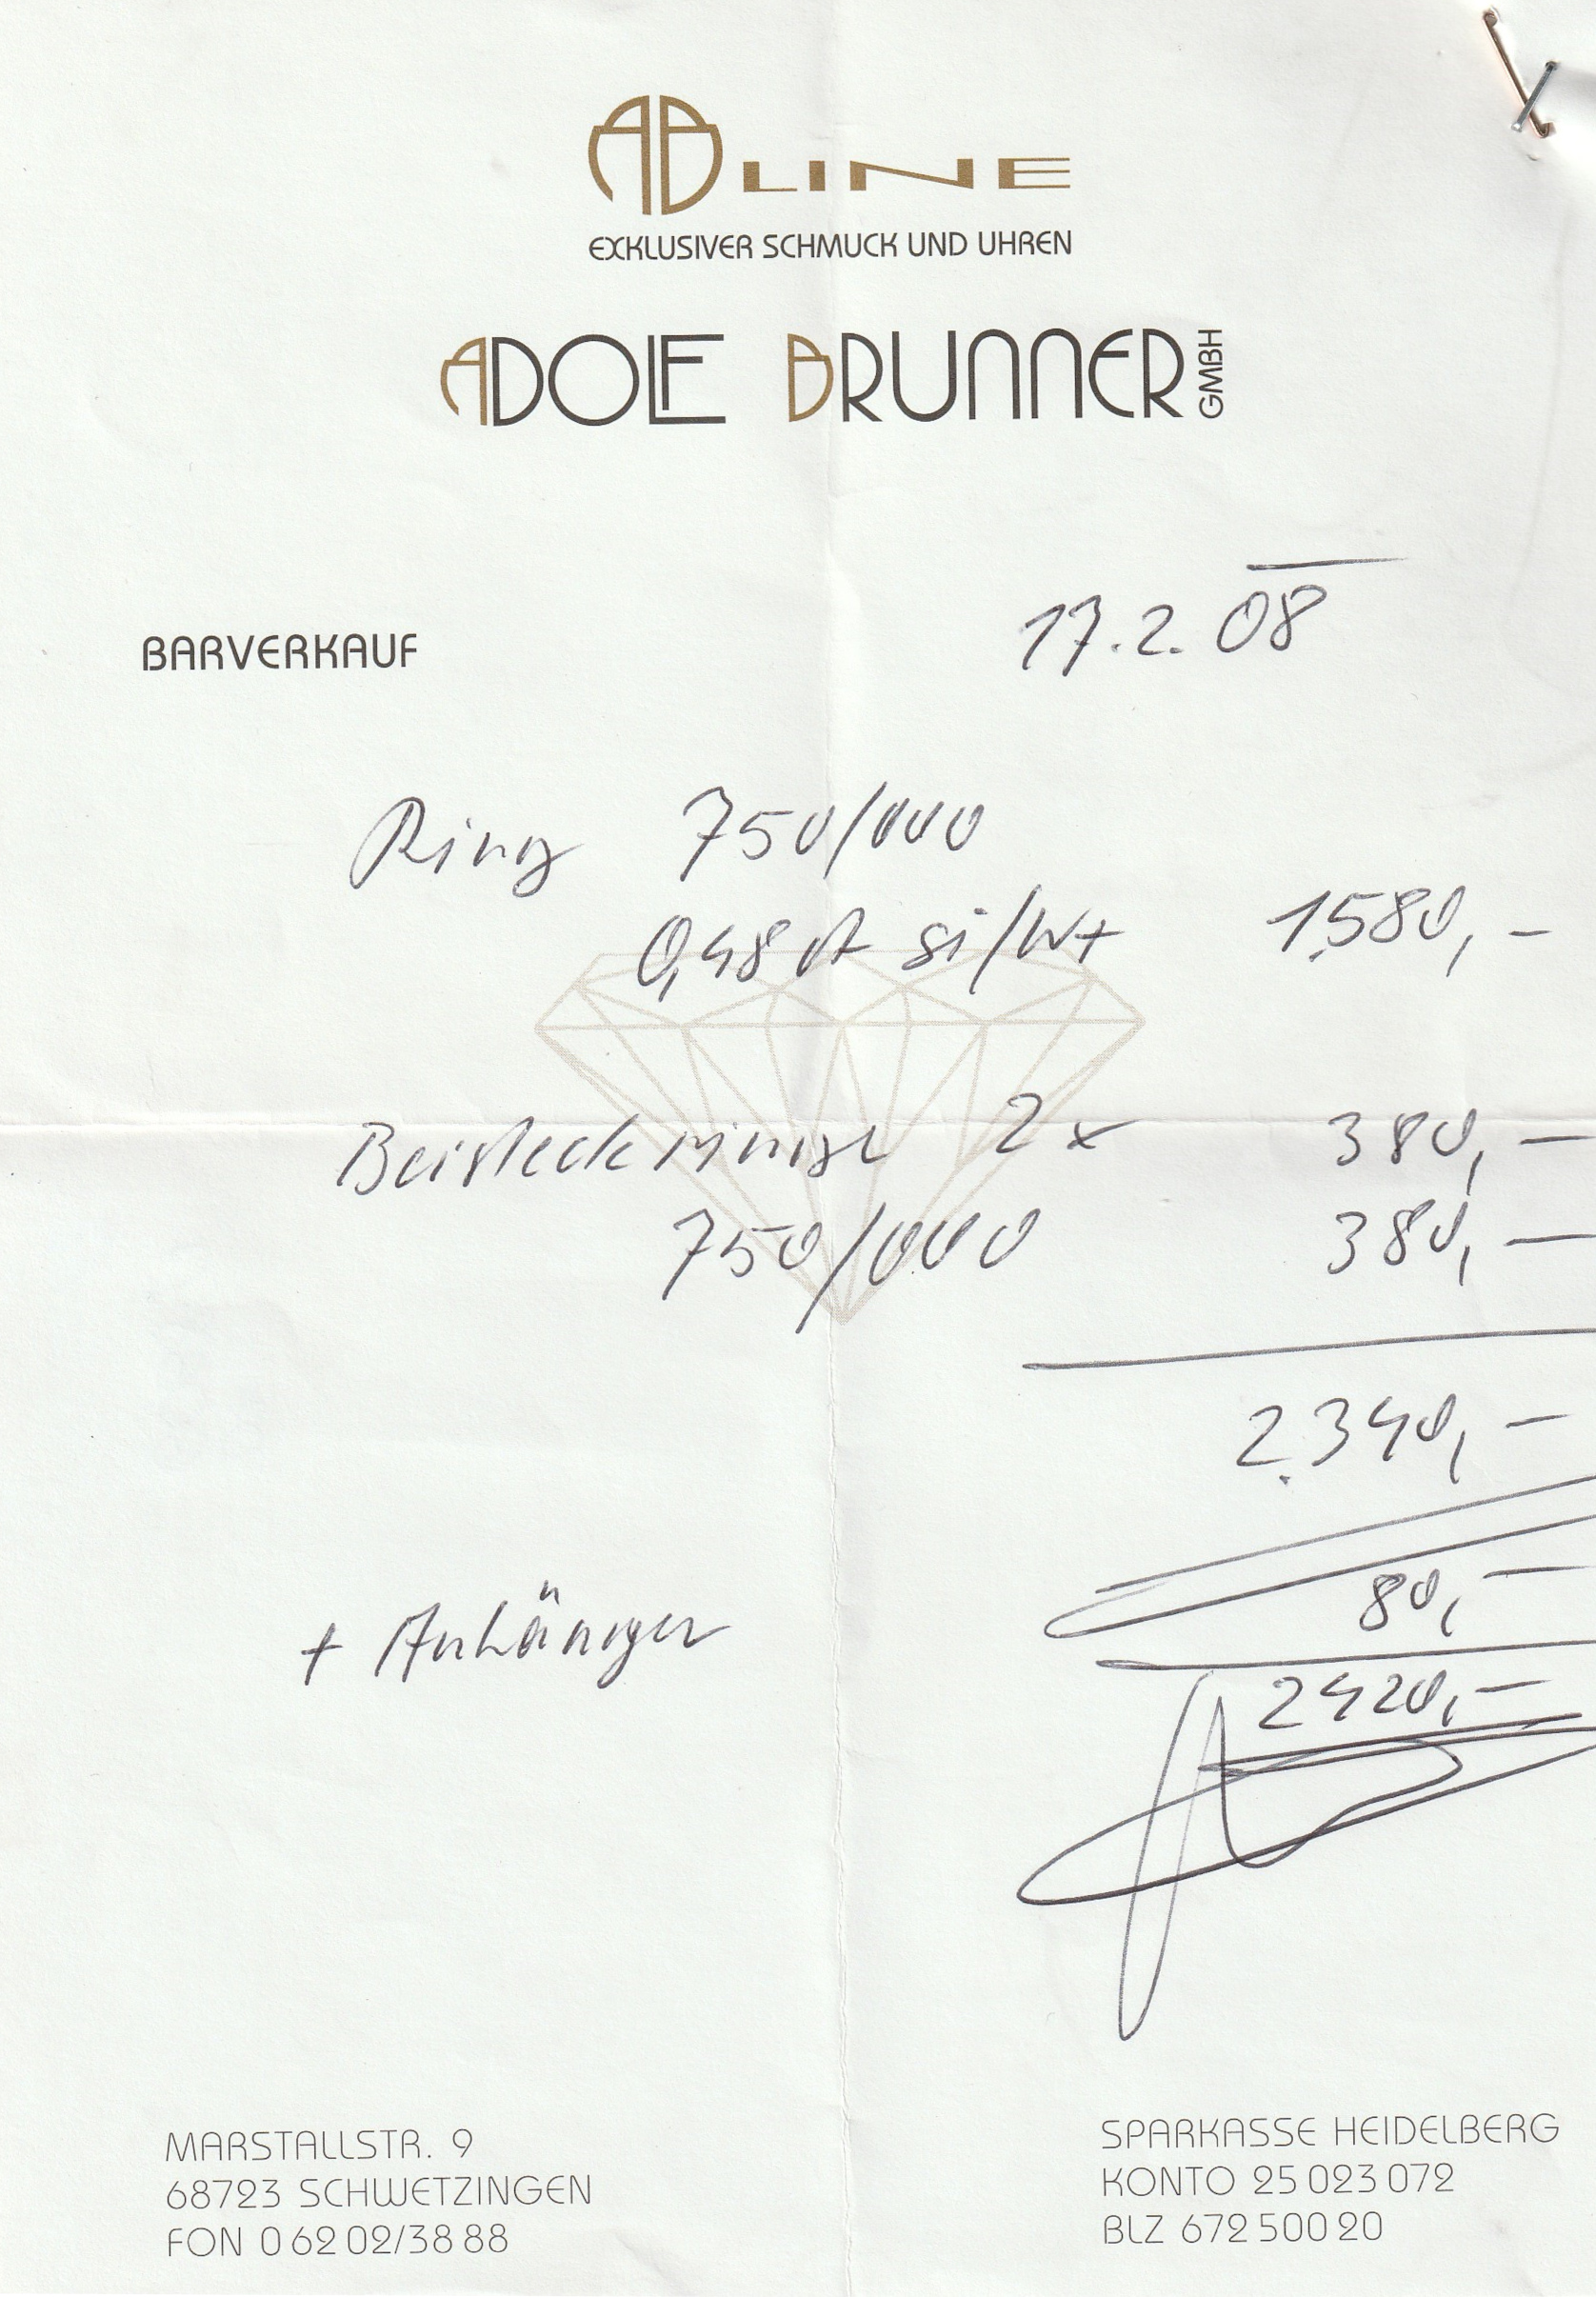 AB LINE
EXKLUSIVER SCHMUCK UND UHREN
ADOLF BRUNNER GMBH
17.2.08
BARVERKAUF
Ring 750/000
0,48 ct si/W+ 1.580,-
Beisteckringe 2x 380,-
750/000 380,-
2.340,-
80,-
+ Anhänger
2420,-
MARSTALLSTR. 9
68723 SCHWETZINGEN
FON 0 62 02/38 88
SPARKASSE HEIDELBERG
KONTO 25 023 072
BLZ 672 500 20